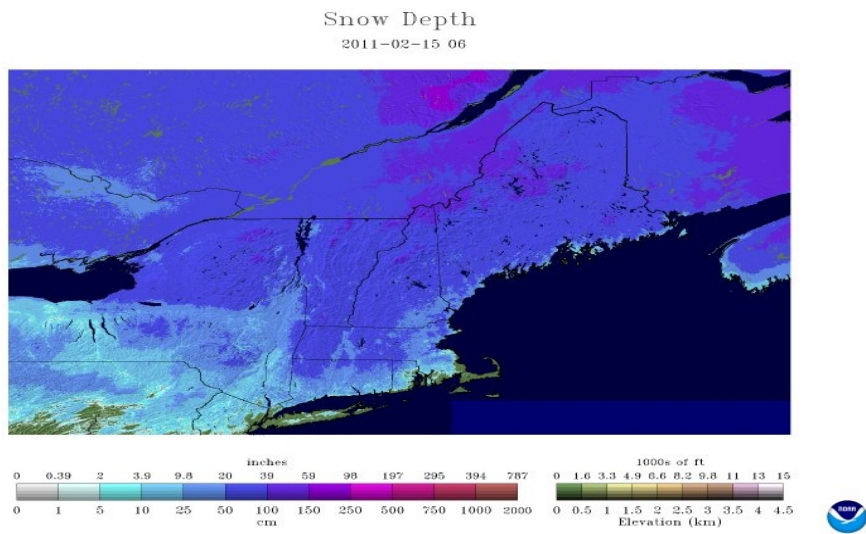 Snow Depth
2011-02-15 06
inches
0 0.39 2 3.9 9.8 20 39 59 98 197 295 394 787
0 1 5 10 25 50 100 150 250 500 750 1000 2000
cm
1000s of ft
0 1.6 3.3 4.9 6.6 8.2 9.8 11 13 15
0 0.5 1 1.5 2 2.5 3 3.5 4 4.5
Elevation (km)
NOAA